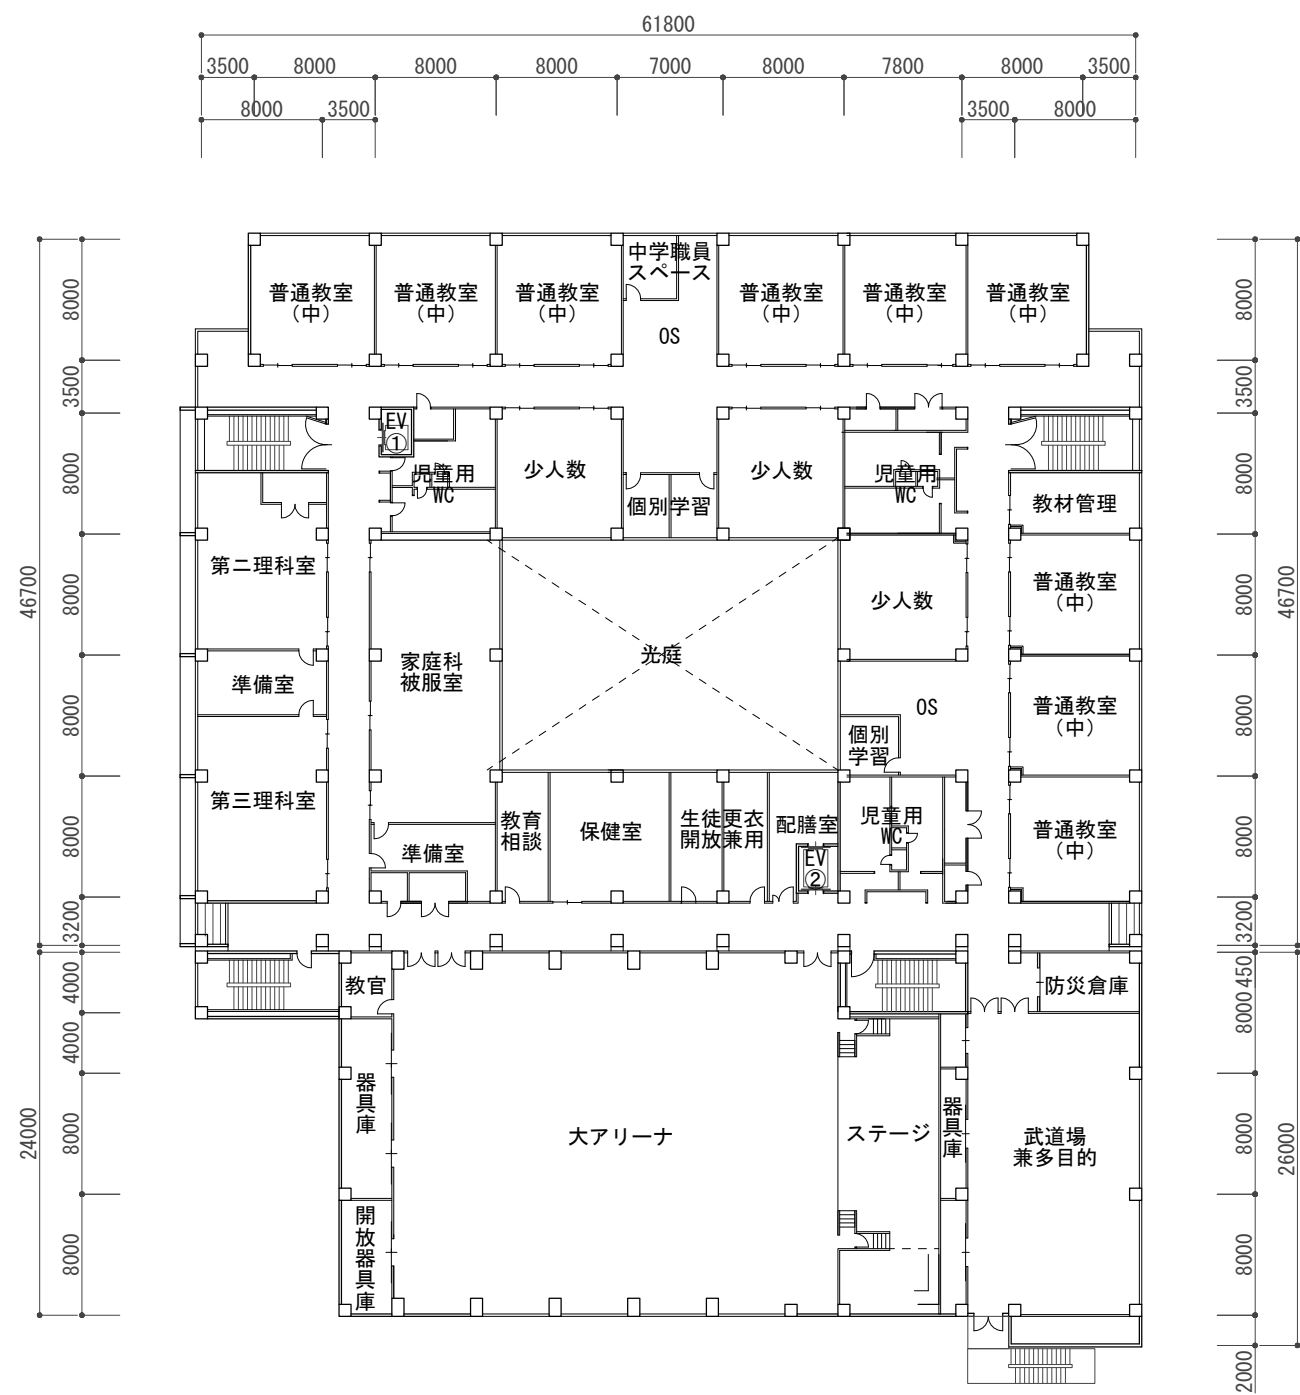 61800
3500 8000 8000 8000 7000 8000 7800 8000 3500
8000 3500 3500 8000
中学職員
スペース
普通教室
(中)
普通教室
(中)
普通教室
(中)
普通教室
(中)
普通教室
(中)
普通教室
(中)
OS
EV
①
児童用
WC
少人数
個別学習
少人数
児童用
WC
教材管理
第二理科室
普通教室
(中)
少人数
家庭科
被服室
光庭
準備室
OS
普通教室
(中)
個別
学習
第三理科室
教育
相談
保健室
生徒
開放
更衣
兼用
配膳室
EV
②
児童用
WC
普通教室
(中)
準備室
教官
防災倉庫
器具庫
大アリーナ
ステージ
器具庫
武道場
兼多目的
開放器具庫
46700
24000
8000
3500
8000
8000
8000
8000
3200
4000
4000
8000
8000
8000
3500
8000
8000
8000
8000
3200
450
8000
8000
8000
2000
46700
26000